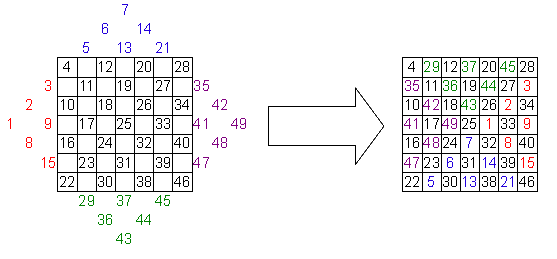 7
6 14
5 13 21
4 12 20 28
3 11 19 27 35
2 10 18 26 34 42
1 9 17 25 33 41 49
8 16 24 32 40 48
15 23 31 39 47
22 30 38 46
29 37 45
36 44
43
4 29 12 37 20 45 28
35 11 36 19 44 27 3
10 42 18 43 26 2 34
41 17 49 25 1 33 9
16 48 24 7 32 8 40
47 23 6 31 14 39 15
22 5 30 13 38 21 46